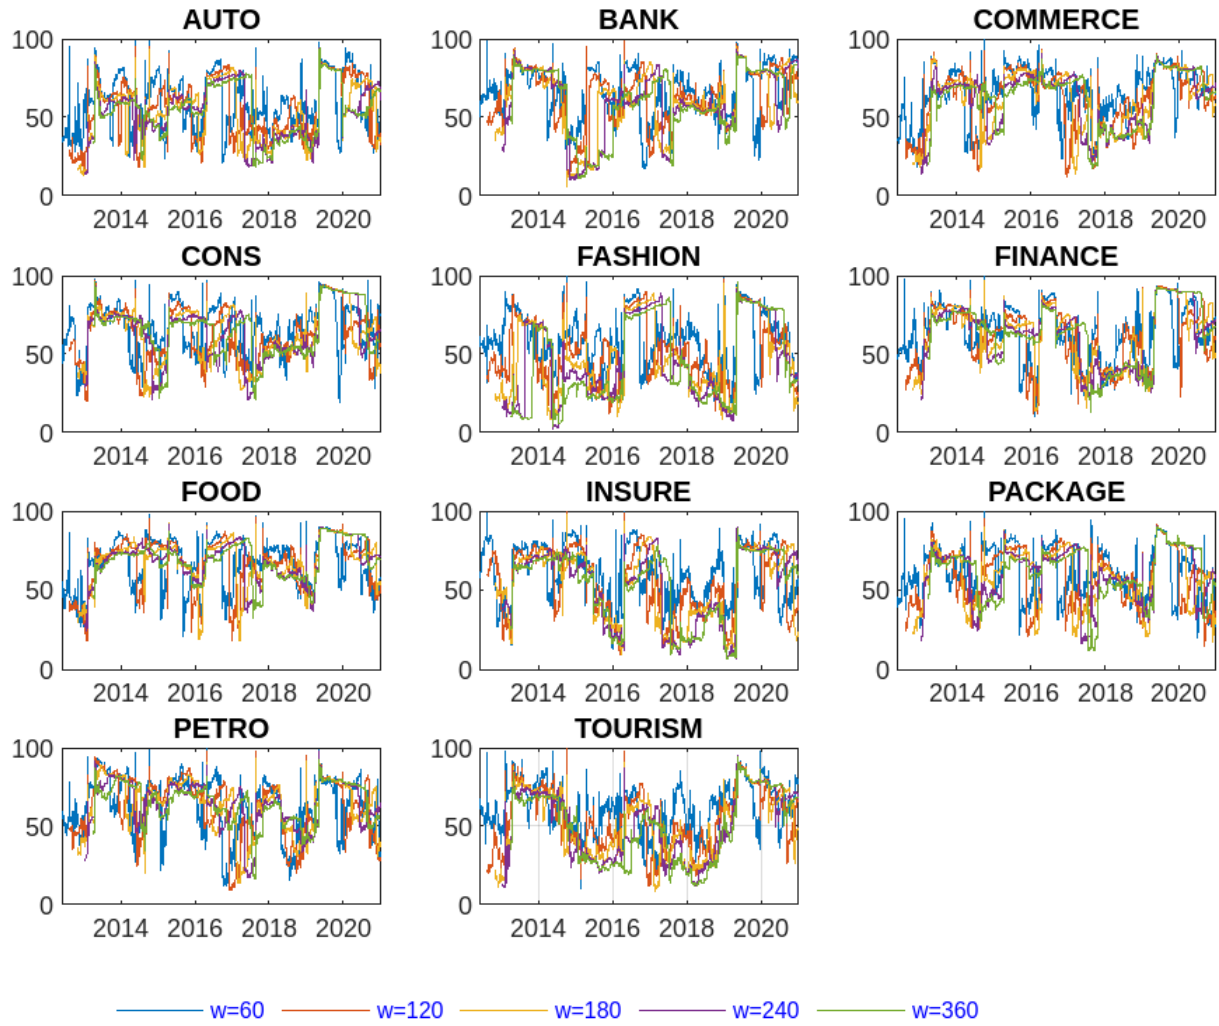 AUTO BANK COMMERCE
100 100 100
50 50 50
0 0 0
2014 2016 2018 2020 2014 2016 2018 2020 2014 2016 2018 2020
CONS FASHION FINANCE
100 100 100
50 50 50
0 0 0
2014 2016 2018 2020 2014 2016 2018 2020 2014 2016 2018 2020
FOOD INSURE PACKAGE
100 100 100
50 50 50
0 0 0
2014 2016 2018 2020 2014 2016 2018 2020 2014 2016 2018 2020
PETRO TOURISM
100 100
50 50
0 0
2014 2016 2018 2020 2014 2016 2018 2020
w=60 w=120 w=180 w=240 w=360